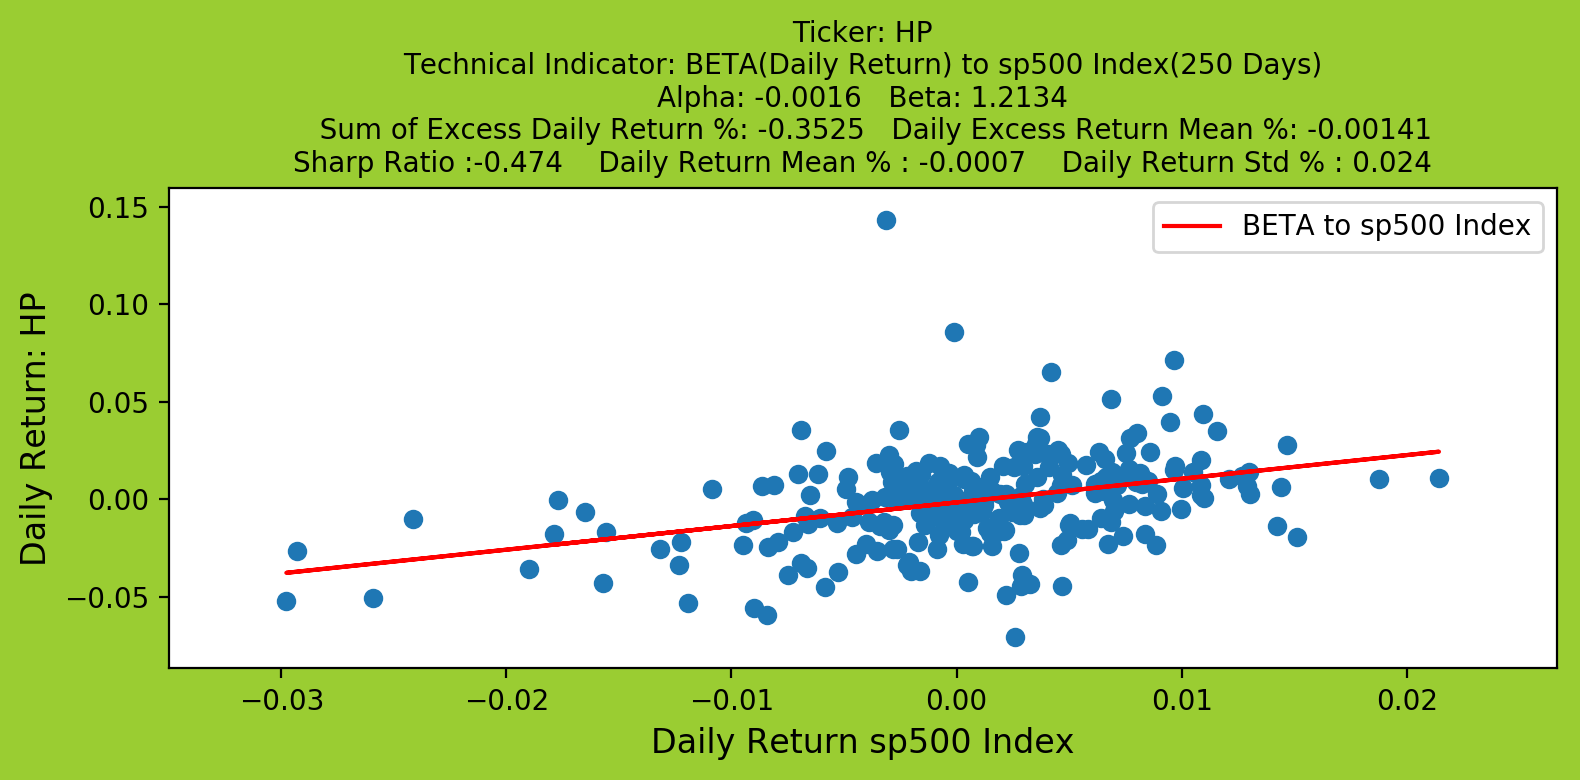 Ticker: HP
Technical Indicator: BETA(Daily Return) to sp500 Index(250 Days)
Alpha: -0.0016   Beta: 1.2134
Sum of Excess Daily Return %: -0.3525   Daily Excess Return Mean %: -0.00141
Sharp Ratio :-0.474    Daily Return Mean % : -0.0007    Daily Return Std % : 0.024
BETA to sp500 Index
0.15
0.10
0.05
0.00
−0.05
Daily Return: HP
−0.03
−0.02
−0.01
0.00
0.01
0.02
Daily Return sp500 Index